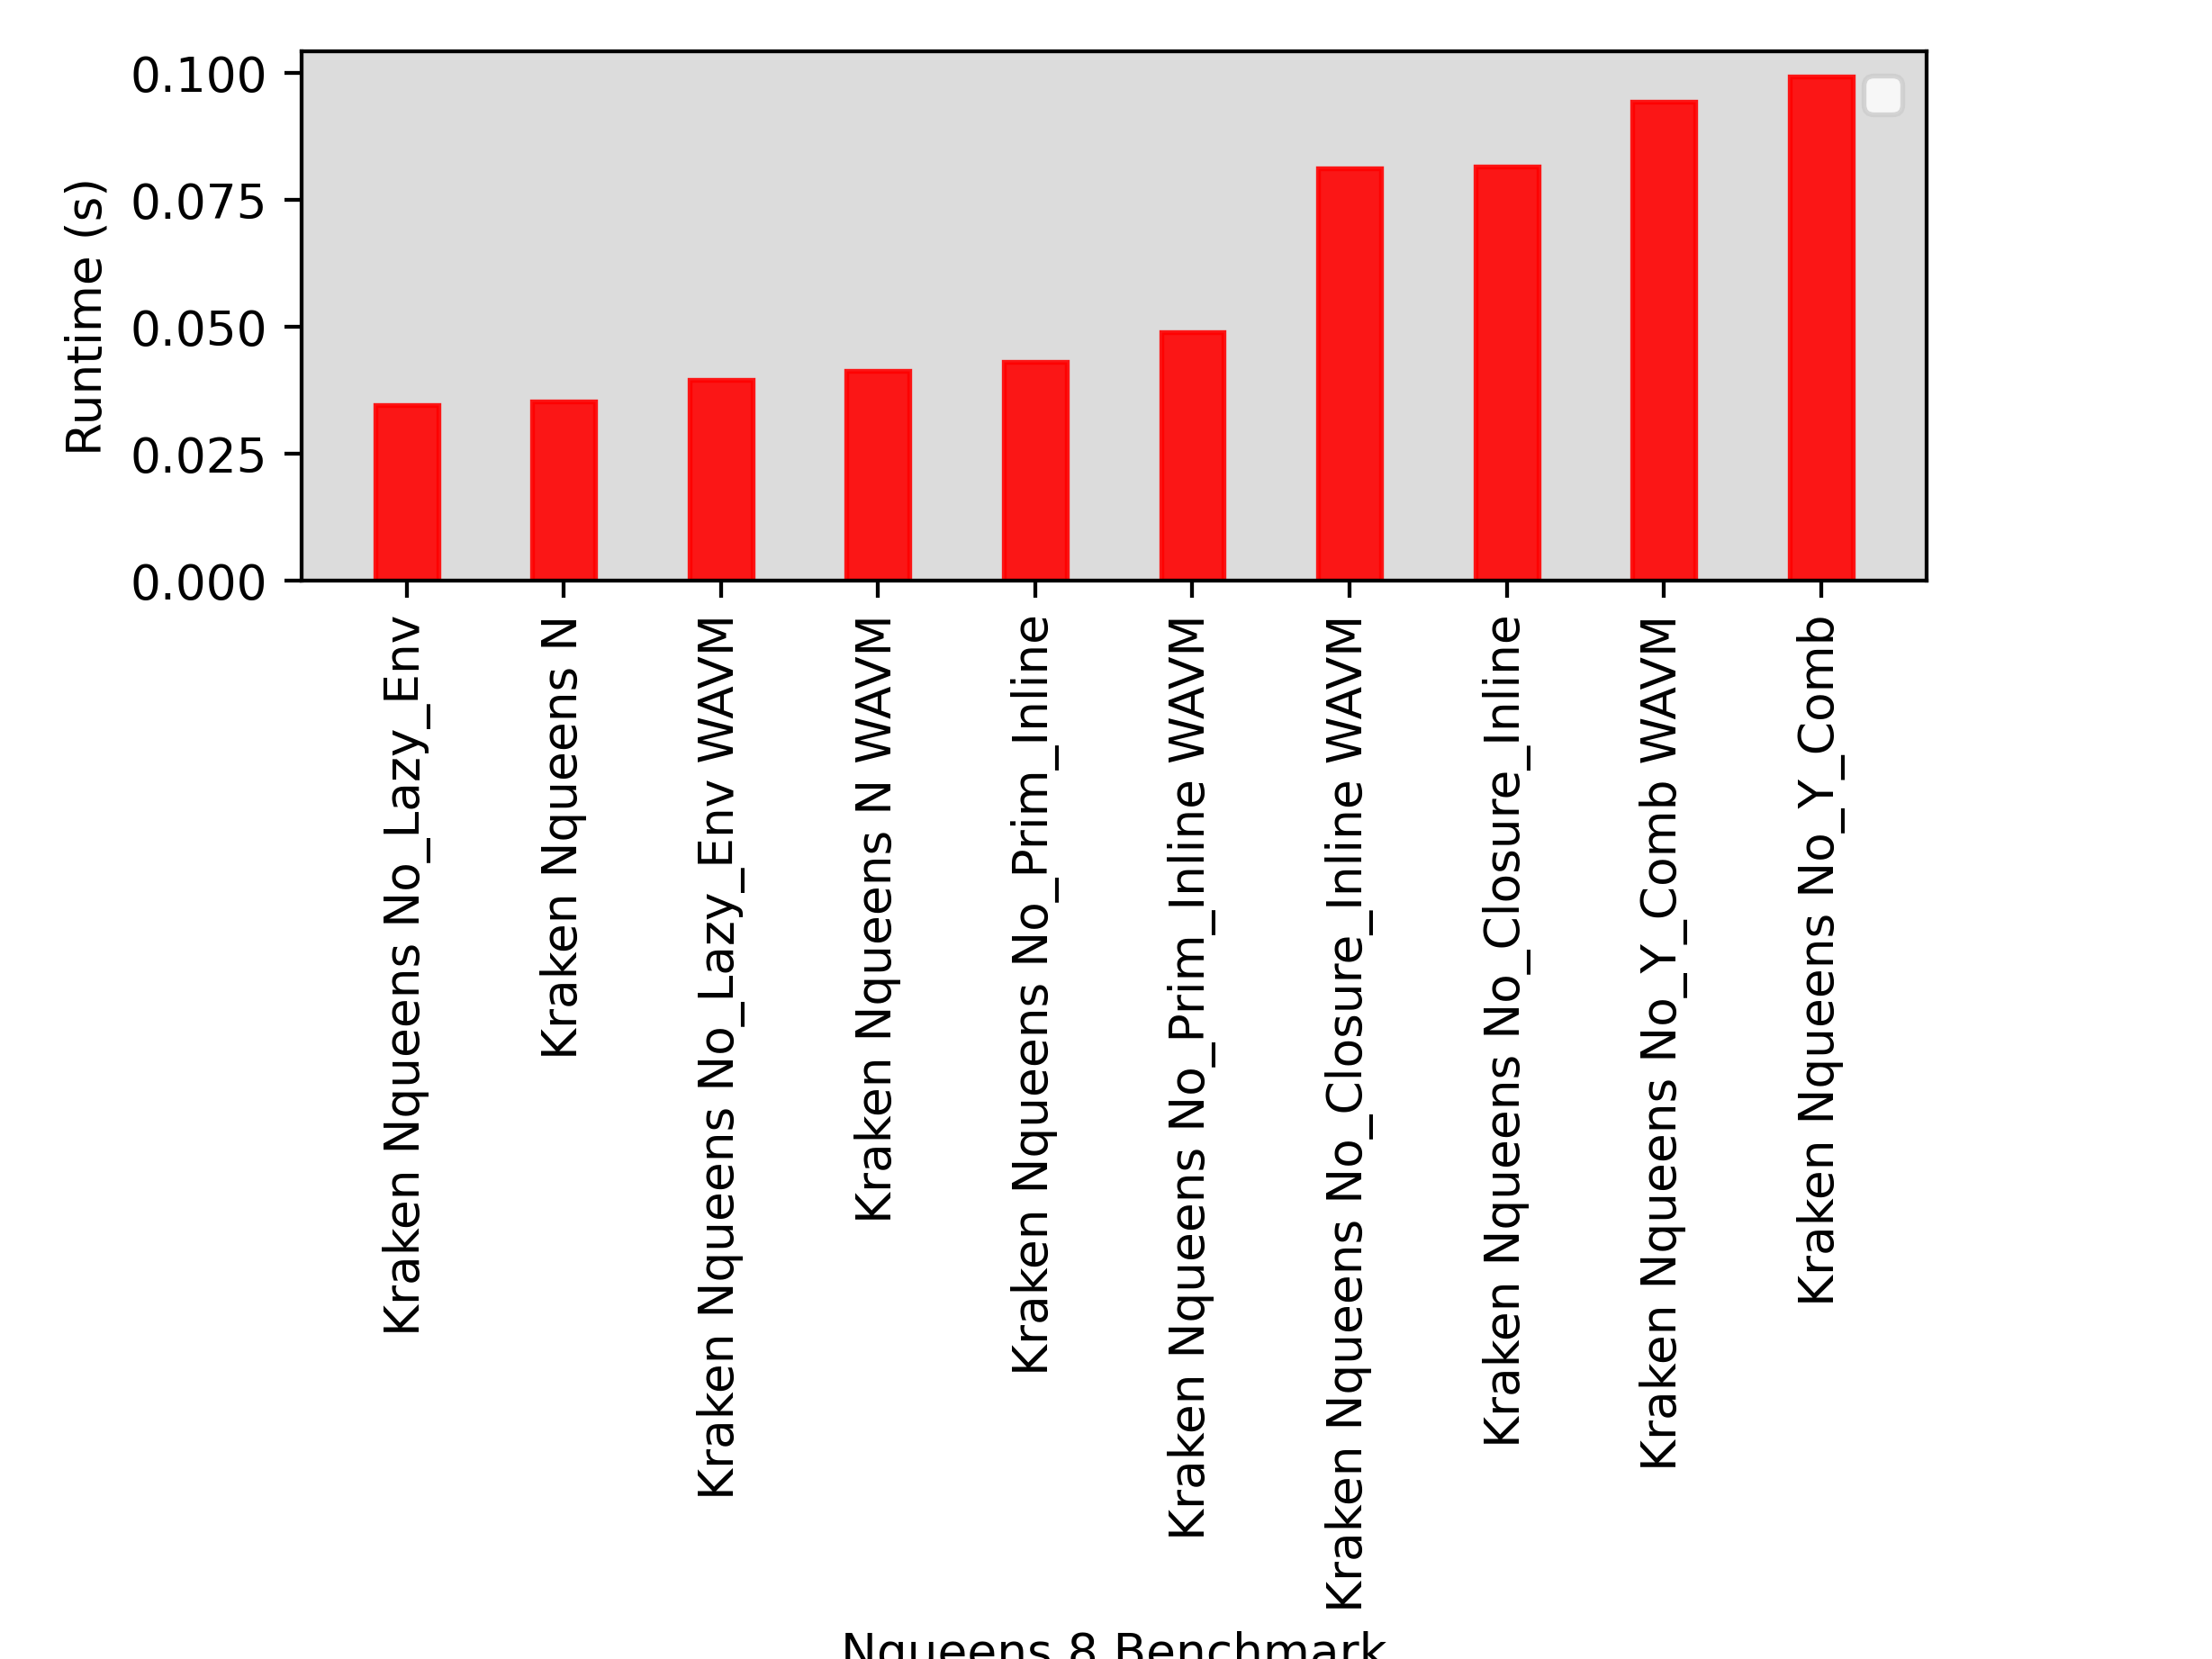 Runtime (s)
0.100
0.075
0.050
0.025
0.000
Kraken Nqueens No_Lazy_Env
Kraken Nqueens N
Kraken Nqueens No_Lazy_Env WAVM
Kraken Nqueens N WAVM
Kraken Nqueens No_Prim_Inline
Kraken Nqueens No_Prim_Inline WAVM
Kraken Nqueens No_Closure_Inline WAVM
Kraken Nqueens No_Closure_Inline
Kraken Nqueens No_Y_Comb WAVM
Kraken Nqueens No_Y_Comb
Nqueens 8 Benchmark